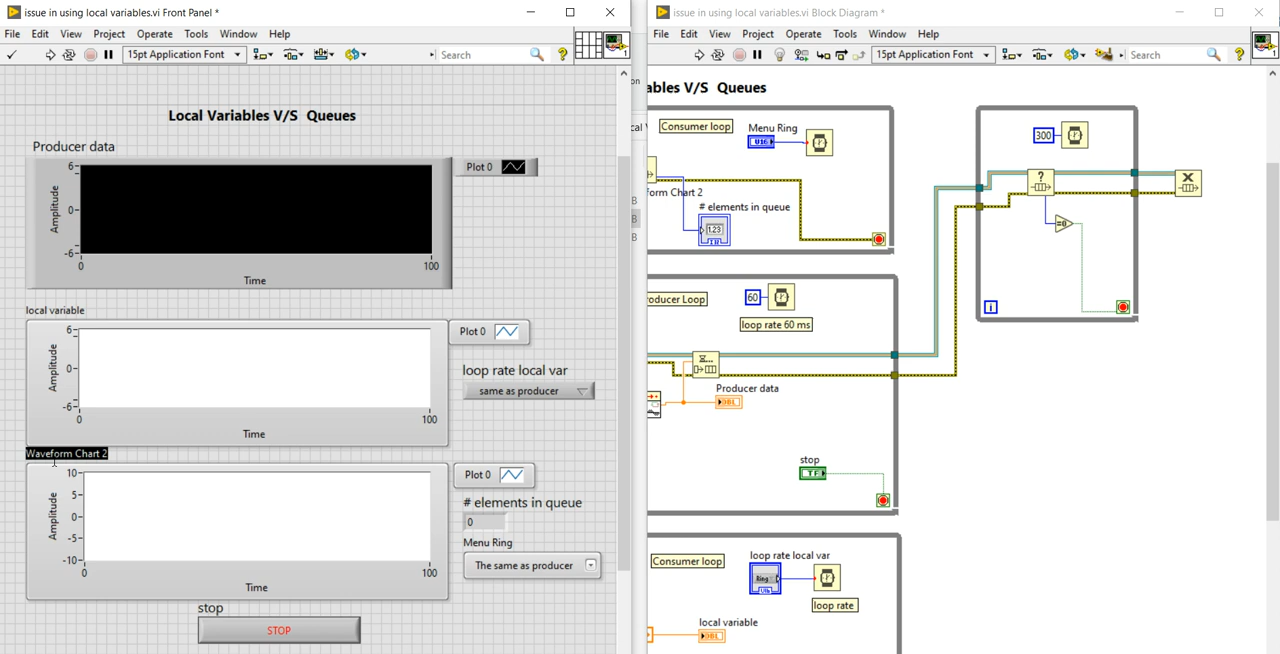 issue in using local variables.vi Front Panel *
File Edit View Project Operate Tools Window Help
15pt Application Font
Search
?
1
Local Variables V/S Queues
Producer data
Plot 0
Amplitude
6
0
-6
0
100
Time
local variable
Plot 0
Amplitude
6
0
-6
0
100
Time
loop rate local var
same as producer
Waveform Chart 2
Plot 0
Amplitude
10
5
0
-5
-10
0
100
Time
# elements in queue
0
Menu Ring
The same as producer
stop
STOP
issue in using local variables.vi Block Diagram *
File Edit View Project Operate Tools Window Help
15pt Application Font
Search
?
1
ables V/S Queues
Consumer loop
Menu Ring
U16
form Chart 2
# elements in queue
1.23
300
?
X
=0
i
roducer Loop
60
loop rate 60 ms
Producer data
DBL
stop
TF
Consumer loop
loop rate local var
Ring
loop rate
local variable
DBL